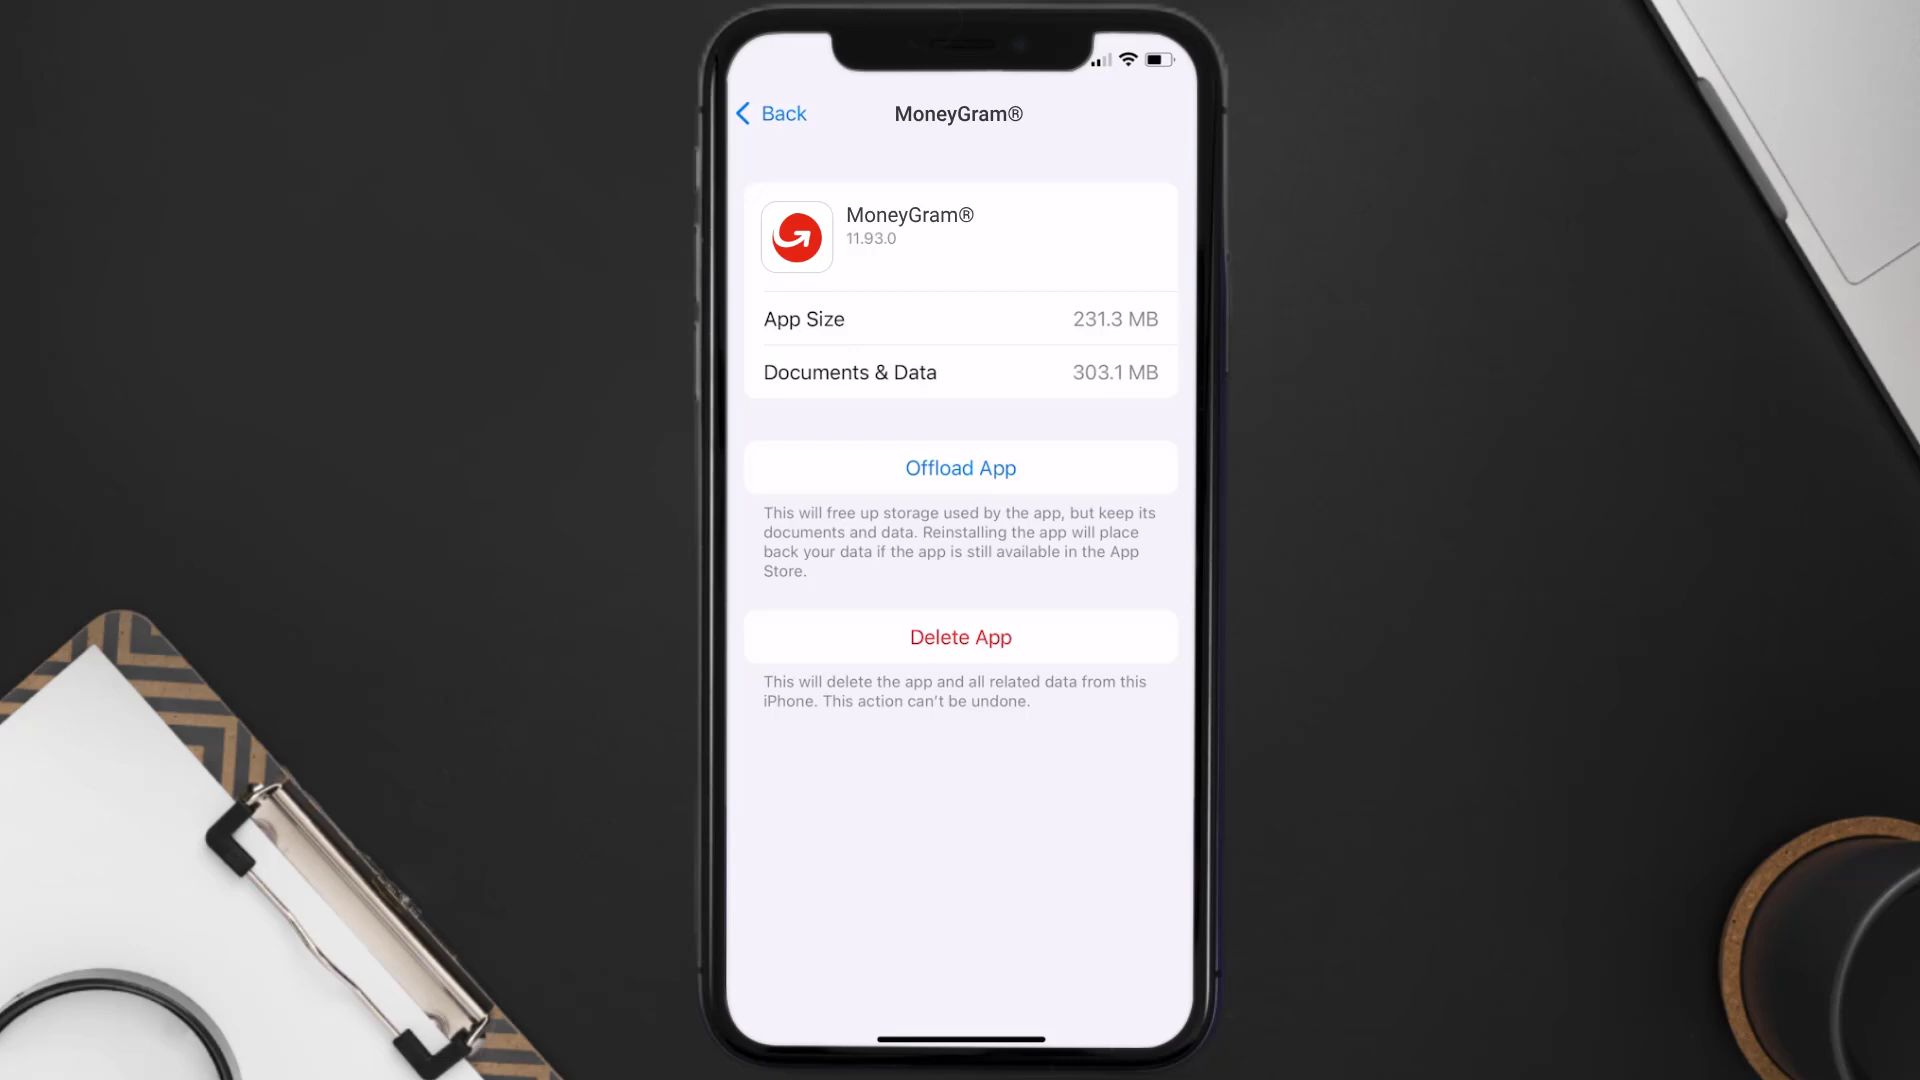 Back
MoneyGram®
MoneyGram®
11.93.0
App Size 231.3 MB
Documents & Data 303.1 MB
Offload App
This will free up storage used by the app, but keep its
documents and data. Reinstalling the app will place
back your data if the app is still available in the App
Store.
Delete App
This will delete the app and all related data from this
iPhone. This action can't be undone.